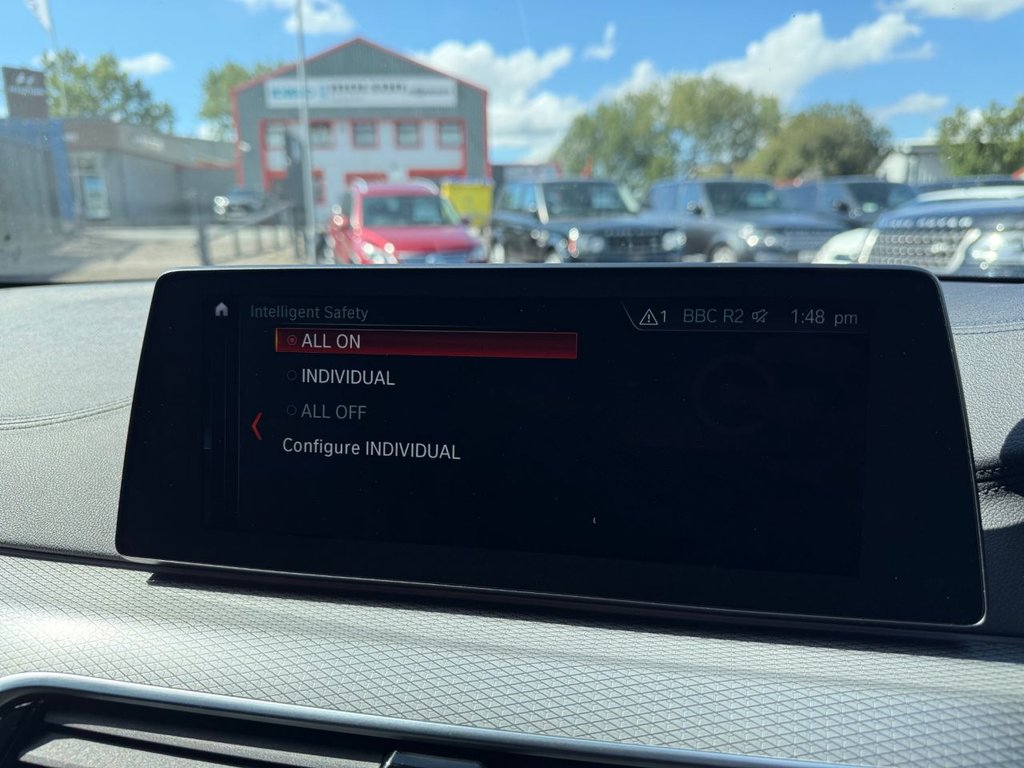 Intelligent Safety
1 BBC R2 1:48 pm
ALL ON
INDIVIDUAL
ALL OFF
Configure INDIVIDUAL